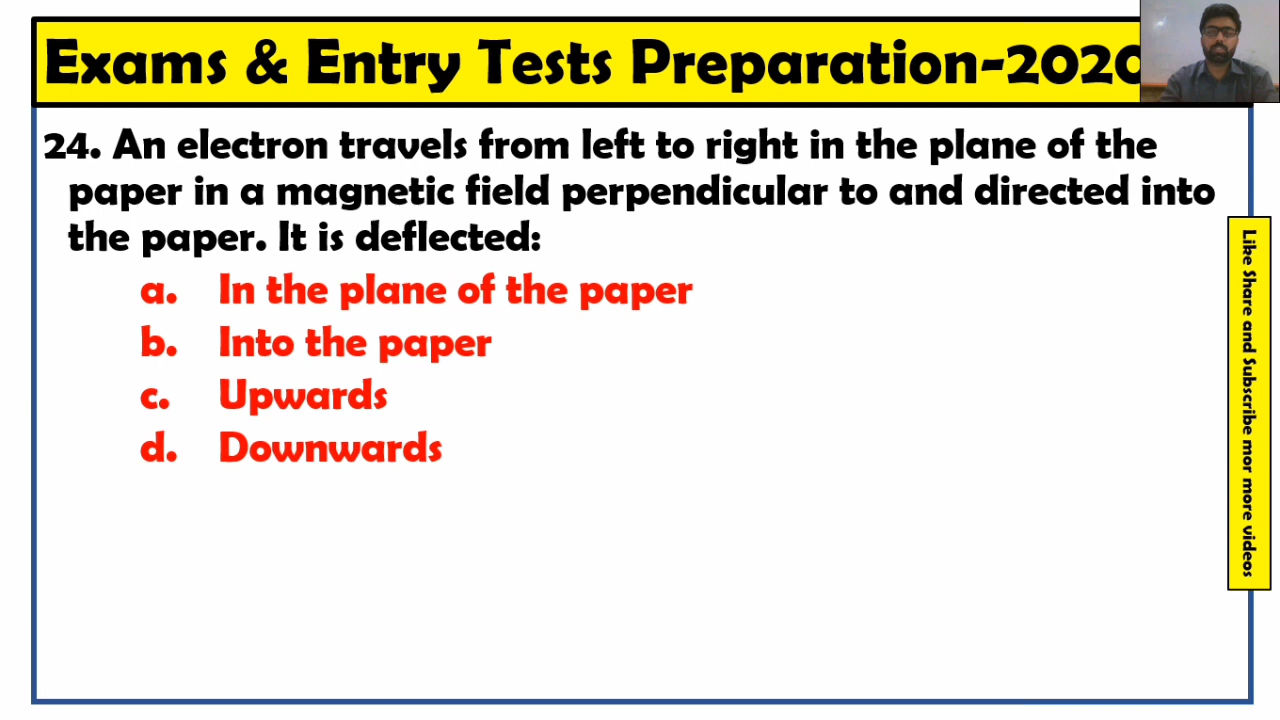 Exams & Entry Tests Preparation-2020
24. An electron travels from left to right in the plane of the
paper in a magnetic field perpendicular to and directed into
the paper. It is deflected:
a. In the plane of the paper
b. Into the paper
c. Upwards
d. Downwards
Like Share and Subscribe mor more videos